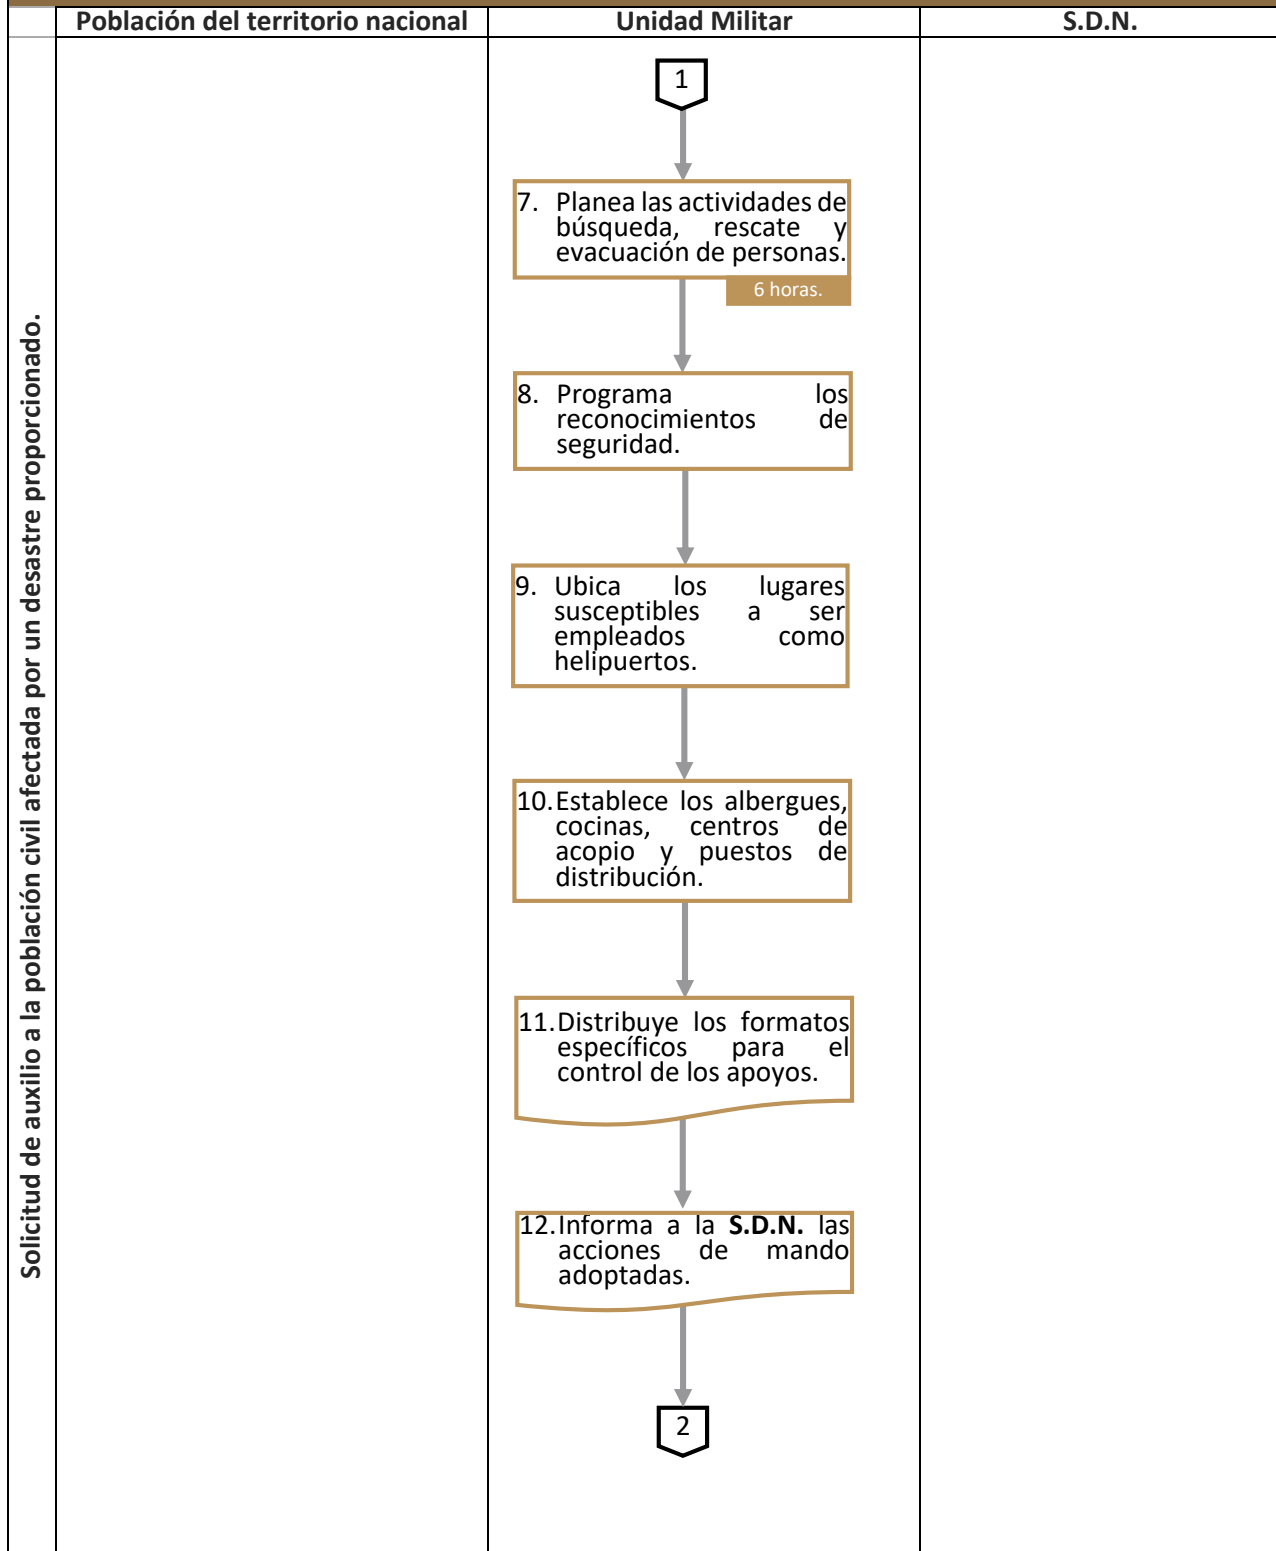 Población del territorio nacional
Unidad Militar
S.D.N.
Solicitud de auxilio a la población civil afectada por un desastre proporcionado.
1
7. Planea las actividades de
búsqueda, rescate y
evacuación de personas.
6 horas.
8. Programa los
reconocimientos de
seguridad.
9. Ubica los lugares
susceptibles a ser
empleados como
helipuertos.
10. Establece los albergues,
cocinas, centros de
acopio y puestos de
distribución.
11. Distribuye los formatos
específicos para el
control de los apoyos.
12. Informa a la S.D.N. las
acciones de mando
adoptadas.
2